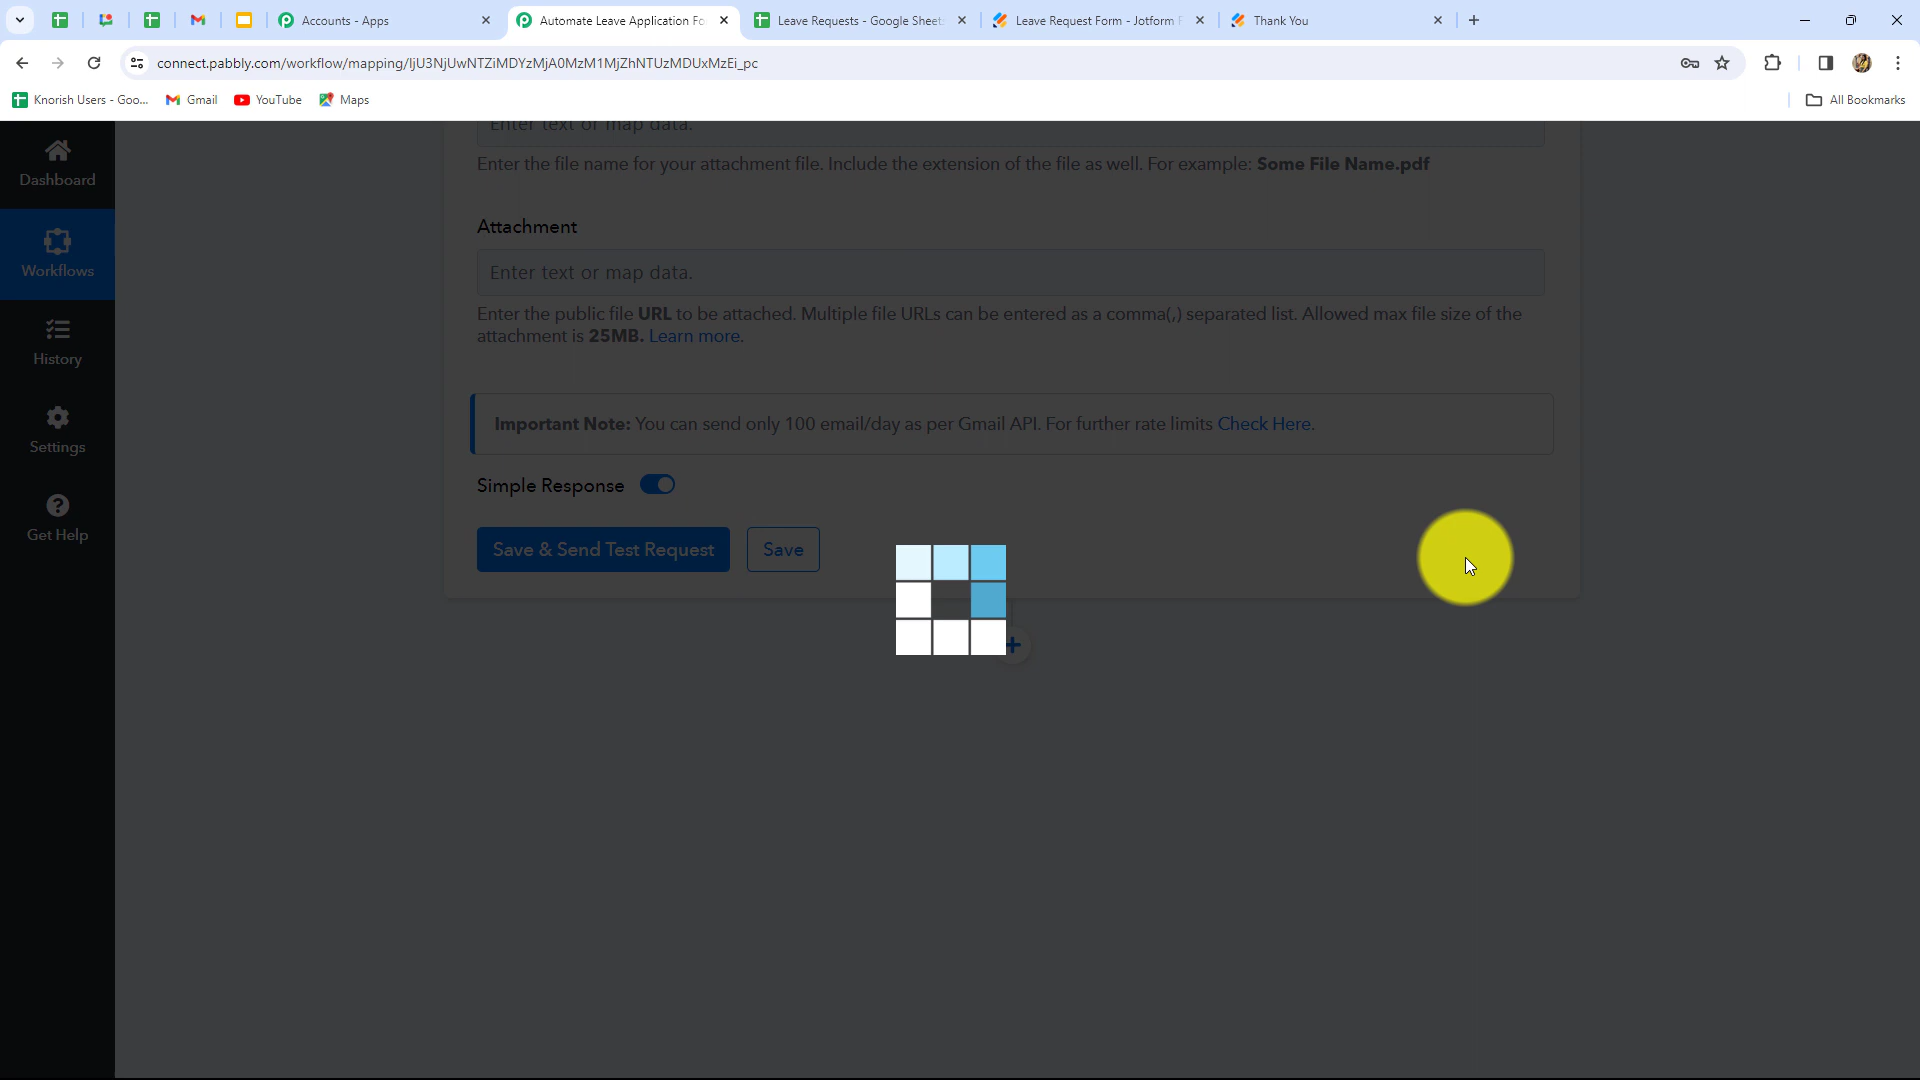 Accounts - Apps
Automate Leave Application Fo
Leave Requests - Google Sheet
Leave Request Form - Jotform F
Thank You
connect.pabbly.com/workflow/mapping/IjU3NjUwNTZiMDYzMjA0MzM1MjZhNTUzMDUxMzEi_pc
Knorish Users - Goo...
Gmail
YouTube
Maps
All Bookmarks
Dashboard
Workflows
History
Settings
Get Help
Enter text or map data.
Enter the file name for your attachment file. Include the extension of the file as well. For example: Some File Name.pdf
Attachment
Enter text or map data.
Enter the public file URL to be attached. Multiple file URLs can be entered as a comma(,) separated list. Allowed max file size of the
attachment is 25MB. Learn more.
Important Note: You can send only 100 email/day as per Gmail API. For further rate limits Check Here.
Simple Response
Save & Send Test Request
Save